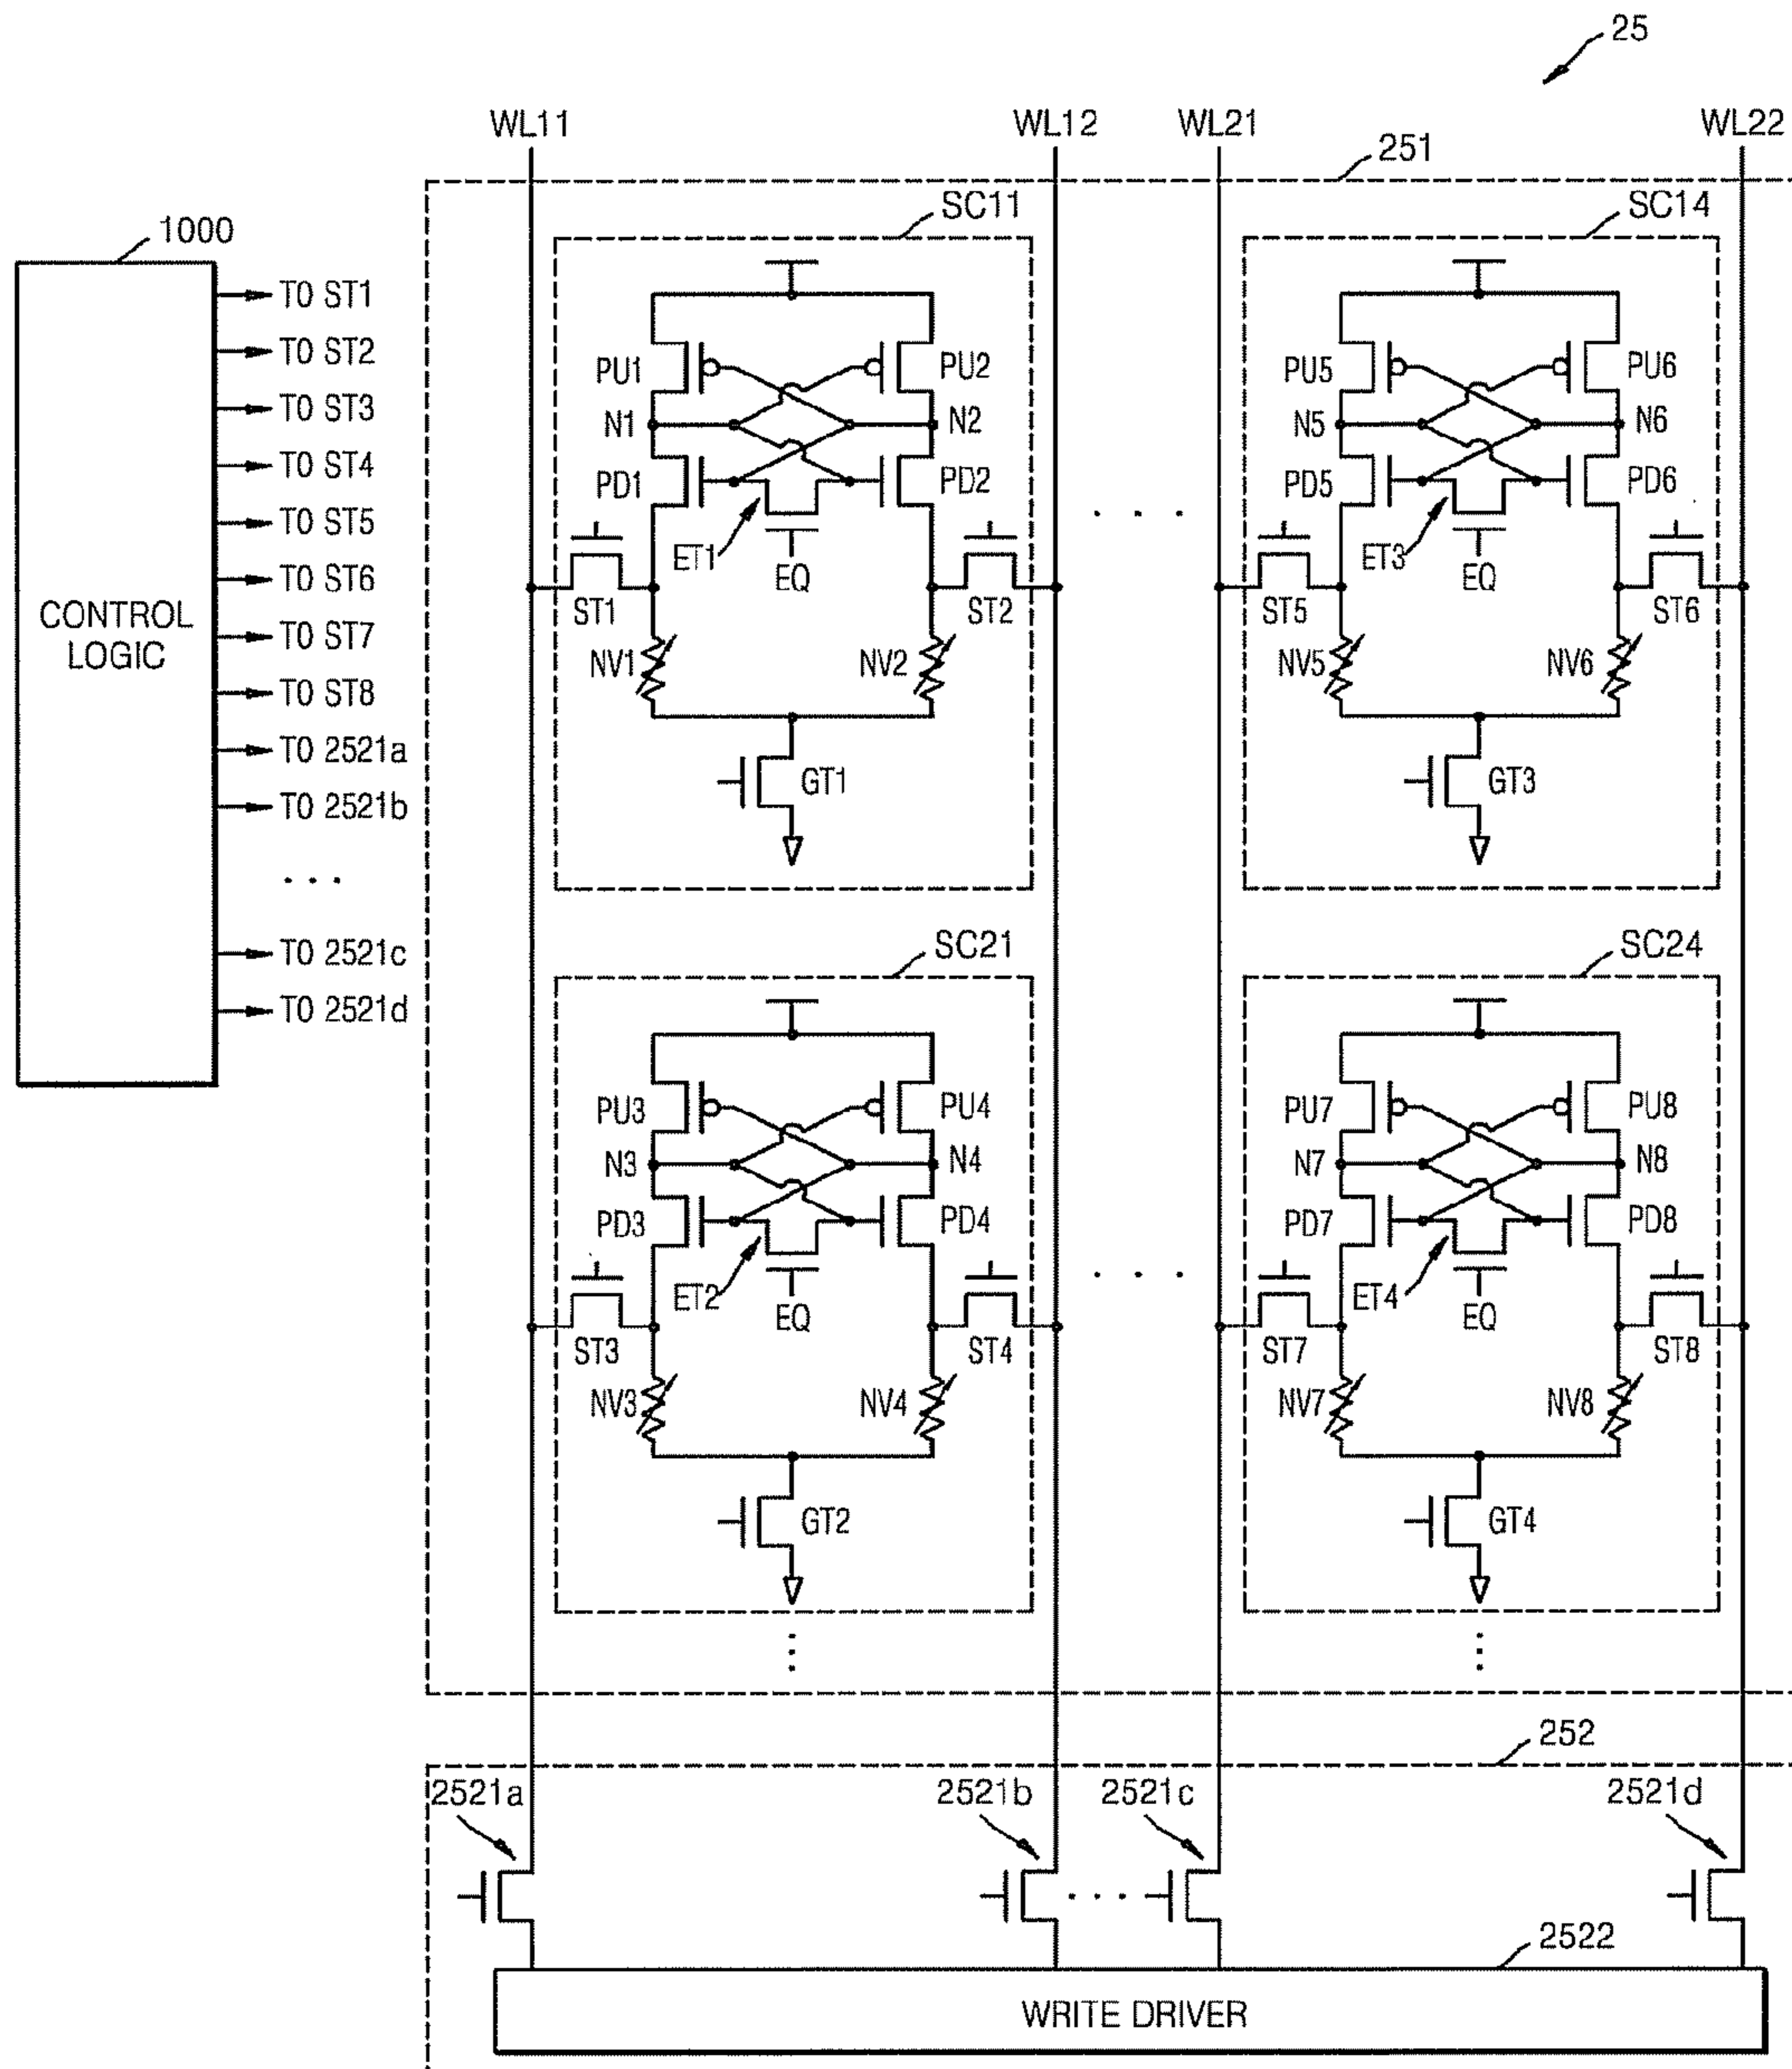 25
WL11
WL12
WL21
WL22
251
SC11
SC14
1000
CONTROL
LOGIC
TO ST1
TO ST2
TO ST3
TO ST4
TO ST5
TO ST6
TO ST7
TO ST8
TO 2521a
TO 2521b
. . .
TO 2521c
TO 2521d
PU1
PU2
N1
N2
PD1
PD2
ET1
EQ
ST1
ST2
NV1
NV2
GT1
. . .
PU5
PU6
N5
N6
PD5
PD6
ET3
EQ
ST5
ST6
NV5
NV6
GT3
SC21
SC24
PU3
PU4
N3
N4
PD3
PD4
ET2
EQ
ST3
ST4
NV3
NV4
GT2
. . .
PU7
PU8
N7
N8
PD7
PD8
ET4
EQ
ST7
ST8
NV7
NV8
GT4
252
2521a
2521b
2521c
2521d
. . .
2522
WRITE DRIVER